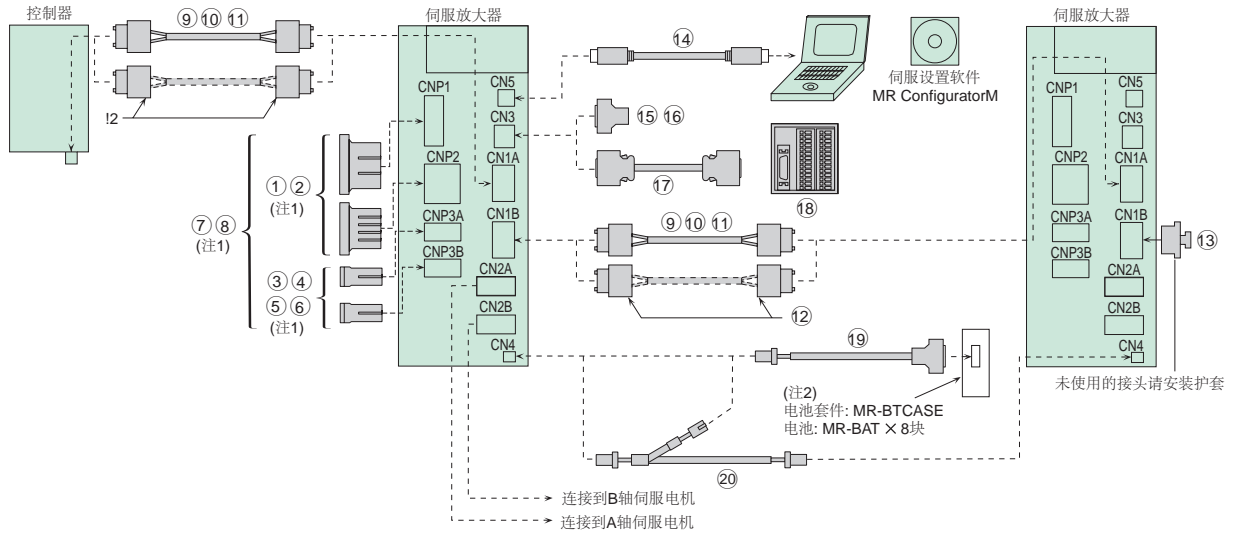 控制器
⑨ ⑩ ⑪
!2
伺服放大器
CNP1
CNP2
CNP3A
CNP3B
CN5
CN3
CN1A
CN1B
CN2A
CN2B
CN4
① ②
(注1)
⑦ ⑧
(注1)
③ ④
⑤ ⑥
(注1)
⑭
伺服设置软件
MR ConfiguratorM
⑮ ⑯
⑰
⑱
⑨ ⑩ ⑪
⑫
⑲
(注2)
电池套件: MR-BTCASE
电池: MR-BAT × 8块
⑳
连接到B轴伺服电机
连接到A轴伺服电机
伺服放大器
CNP1
CNP2
CNP3A
CNP3B
CN5
CN3
CN1A
CN1B
CN2A
CN2B
CN4
⑬
未使用的接头请安装护套